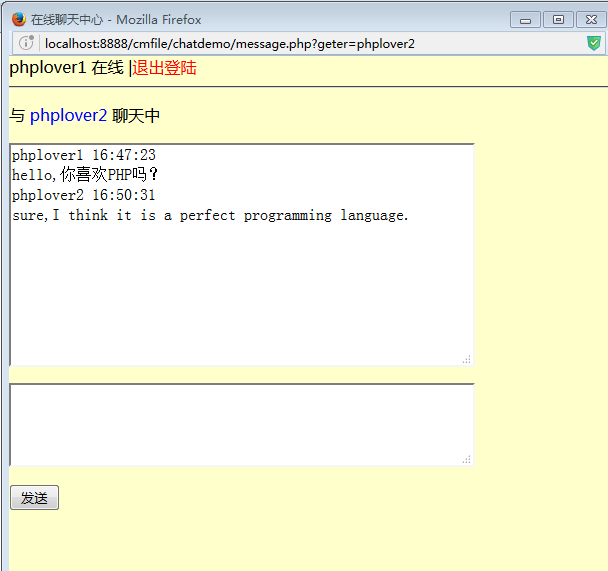 在线聊天中心 - Mozilla Firefox
localhost:8888/cmfile/chatdemo/message.php?geter=phplover2
phplover1 在线 |退出登陆
与 phplover2 聊天中
phplover1 16:47:23
hello,你喜欢PHP吗?
phplover2 16:50:31
sure,I think it is a perfect programming language.
发送